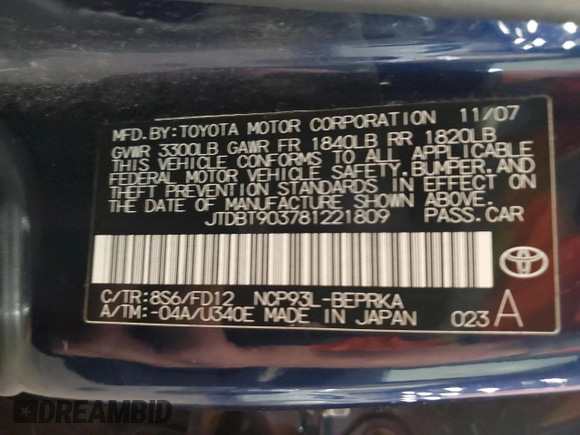 MFD.BY:TOYOTA MOTOR CORPORATION 11/07
GVWR 3300LB GAWR FR 1840LB RR 1820LB
THIS VEHICLE CONFORMS TO ALL APPLICABLE
FEDERAL MOTOR VEHICLE SAFETY,BUMPER,AND
THEFT PREVENTION STANDARDS IN EFFECT ON
THE DATE OF MANUFACTURE SHOWN ABOVE.
JTDBT903781221809 PASS.CAR
C/TR:8S6/FD12 NCP93L-BEPRKA
A/TM:-04A/U340E MADE IN JAPAN 023 A
DREAMBID